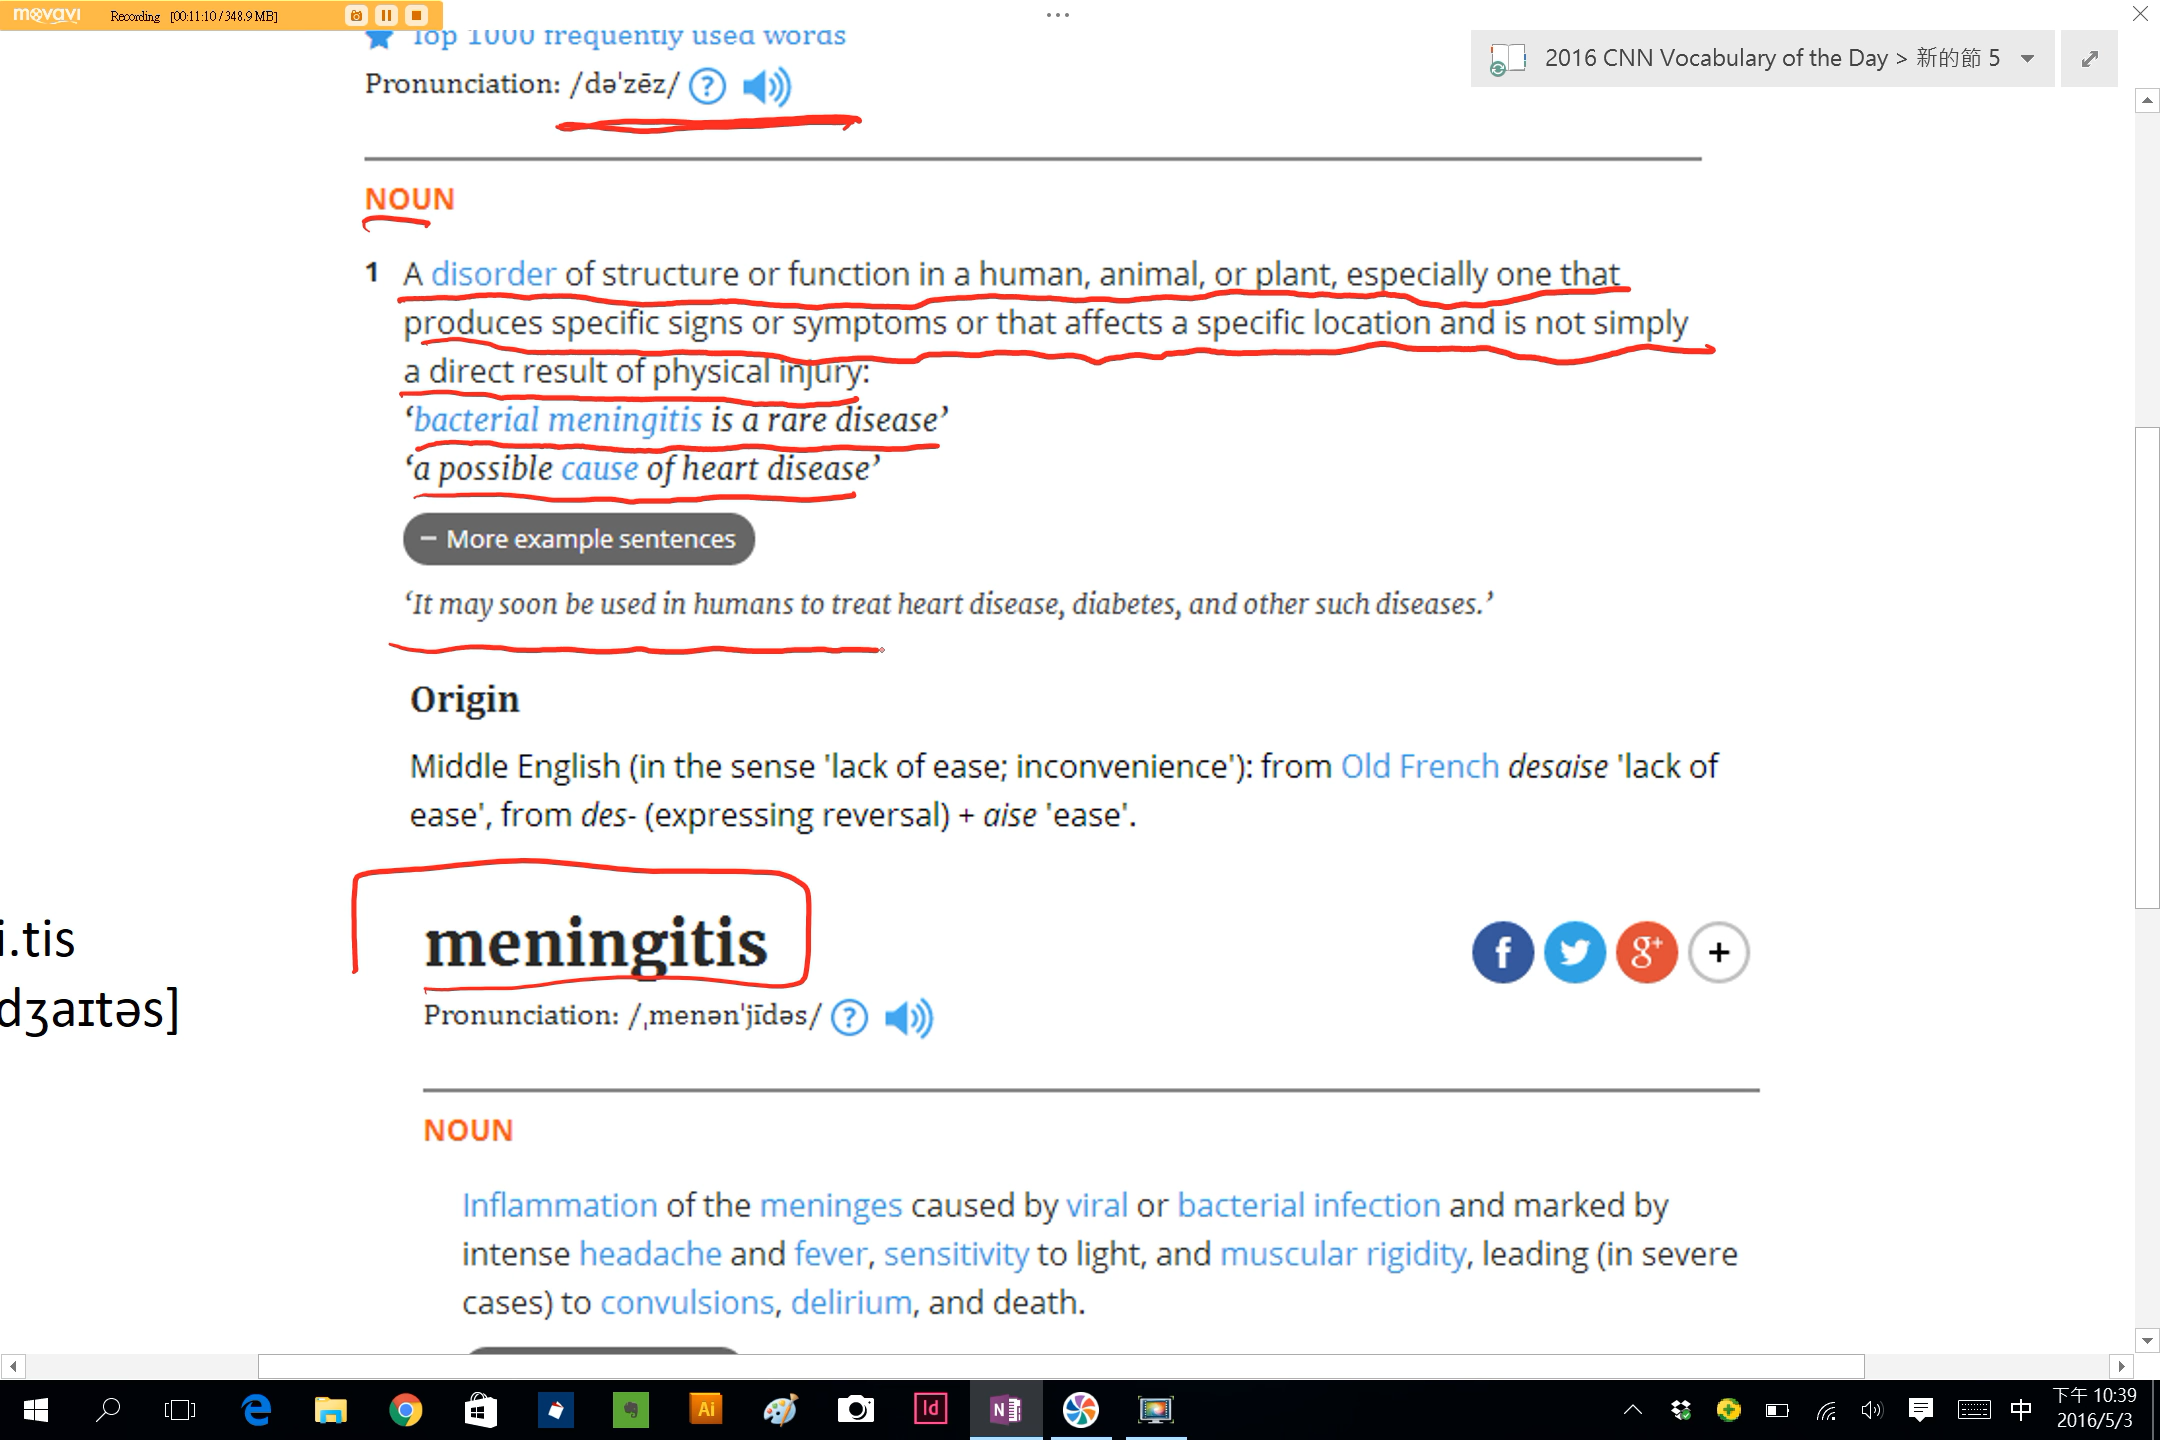 movavi Recording [00:11:10 / 348.9 MB]
2016 CNN Vocabulary of the Day > 新的節 5
Top 1000 frequently used words
Pronunciation: /dəˈzēz/
NOUN
1 A disorder of structure or function in a human, animal, or plant, especially one that
produces specific signs or symptoms or that affects a specific location and is not simply
a direct result of physical injury:
‘bacterial meningitis is a rare disease’
‘a possible cause of heart disease’
− More example sentences
‘It may soon be used in humans to treat heart disease, diabetes, and other such diseases.’
Origin
Middle English (in the sense 'lack of ease; inconvenience'): from Old French desaise 'lack of
ease', from des- (expressing reversal) + aise 'ease'.
i.tis
dʒaɪtəs]
meningitis
f g+ +
Pronunciation: /ˌmenənˈjīdəs/
NOUN
Inflammation of the meninges caused by viral or bacterial infection and marked by
intense headache and fever, sensitivity to light, and muscular rigidity, leading (in severe
cases) to convulsions, delirium, and death.
Ai Id N 中
下午 10:39
2016/5/3